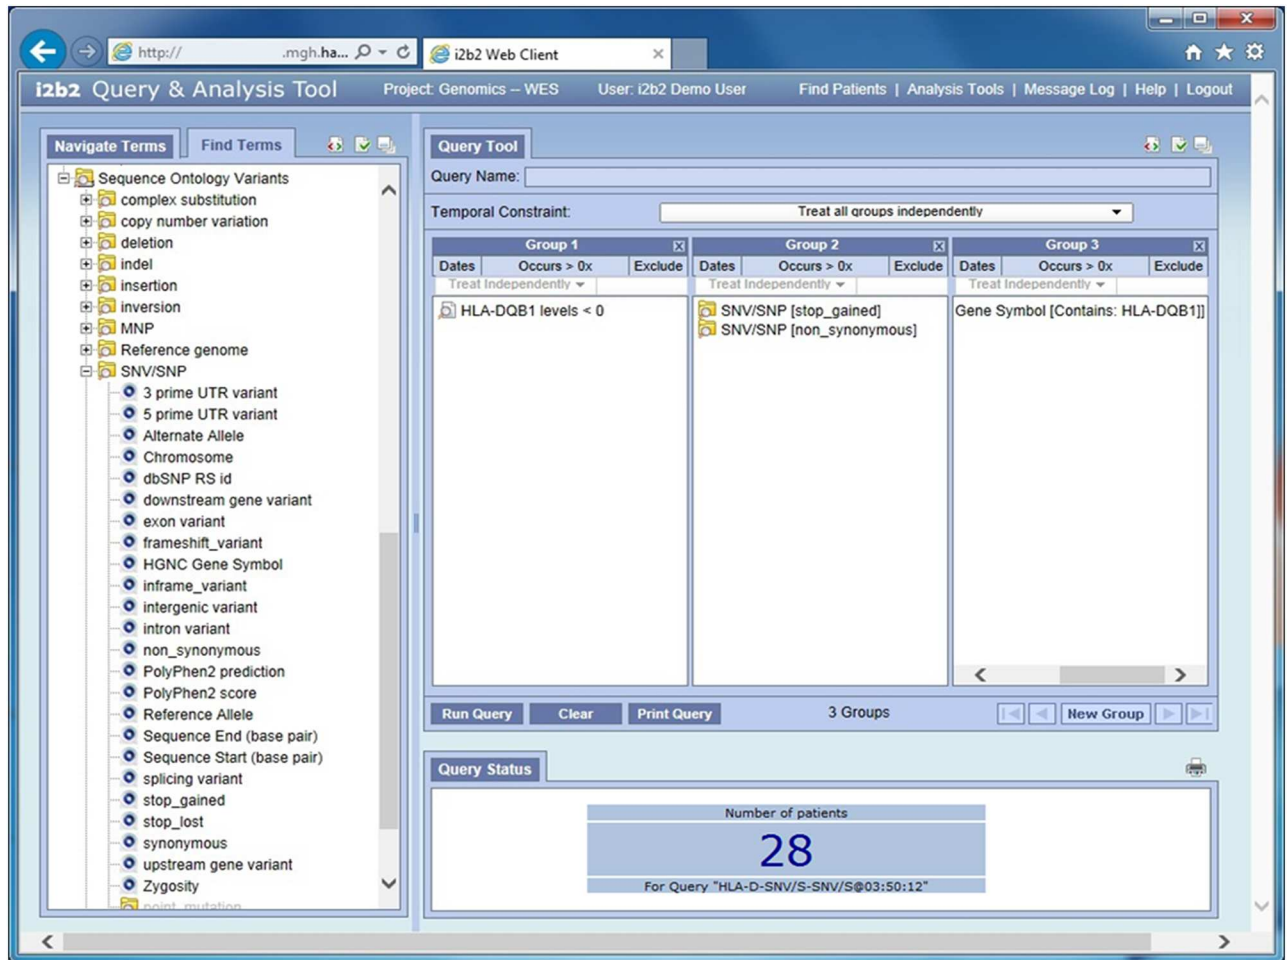 http:// .mgh.ha...
i2b2 Web Client
i2b2 Query & Analysis Tool Project: Genomics -- WES User: i2b2 Demo User Find Patients | Analysis Tools | Message Log | Help | Logout
Navigate Terms Find Terms
Sequence Ontology Variants
complex substitution
copy number variation
deletion
indel
insertion
inversion
MNP
Reference genome
SNV/SNP
3 prime UTR variant
5 prime UTR variant
Alternate Allele
Chromosome
dbSNP RS id
downstream gene variant
exon variant
frameshift_variant
HGNC Gene Symbol
inframe_variant
intergenic variant
intron variant
non_synonymous
PolyPhen2 prediction
PolyPhen2 score
Reference Allele
Sequence End (base pair)
Sequence Start (base pair)
splicing variant
stop_gained
stop_lost
synonymous
upstream gene variant
Zygosity
point_mutation
Query Tool
Query Name:
Temporal Constraint: Treat all groups independently
Group 1 Group 2 Group 3
Dates Occurs > 0x Exclude Dates Occurs > 0x Exclude Dates Occurs > 0x Exclude
Treat Independently Treat Independently Treat Independently
HLA-DQB1 levels < 0
SNV/SNP [stop_gained]
SNV/SNP [non_synonymous]
Gene Symbol [Contains: HLA-DQB1]]
Run Query Clear Print Query 3 Groups New Group
Query Status
Number of patients
28
For Query "HLA-D-SNV/S-SNV/S@03:50:12"